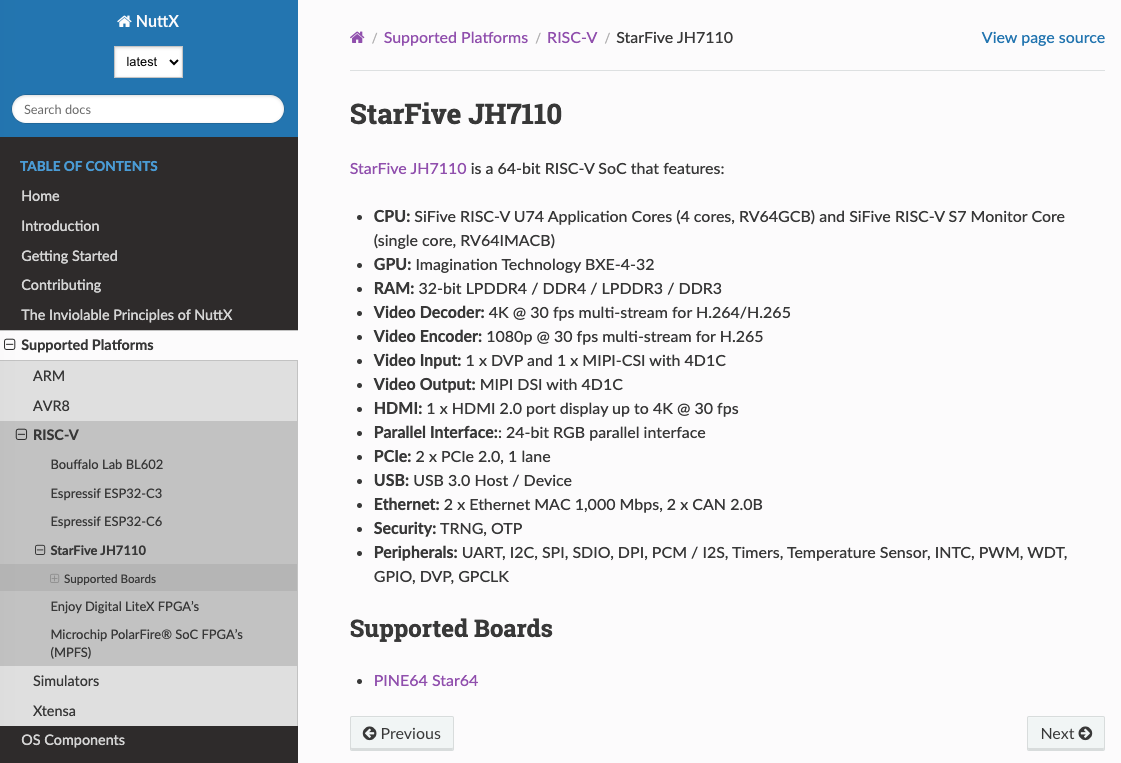 NuttX
latest
Search docs
TABLE OF CONTENTS
Home
Introduction
Getting Started
Contributing
The Inviolable Principles of NuttX
Supported Platforms
ARM
AVR8
RISC-V
Bouffalo Lab BL602
Espressif ESP32-C3
Espressif ESP32-C6
StarFive JH7110
Supported Boards
Enjoy Digital LiteX FPGA's
Microchip PolarFire® SoC FPGA's
(MPFS)
Simulators
Xtensa
OS Components
/ Supported Platforms / RISC-V / StarFive JH7110
View page source
StarFive JH7110
StarFive JH7110 is a 64-bit RISC-V SoC that features:
• CPU: SiFive RISC-V U74 Application Cores (4 cores, RV64GCB) and SiFive RISC-V S7 Monitor Core
(single core, RV64IMACB)
• GPU: Imagination Technology BXE-4-32
• RAM: 32-bit LPDDR4 / DDR4 / LPDDR3 / DDR3
• Video Decoder: 4K @ 30 fps multi-stream for H.264/H.265
• Video Encoder: 1080p @ 30 fps multi-stream for H.265
• Video Input: 1 x DVP and 1 x MIPI-CSI with 4D1C
• Video Output: MIPI DSI with 4D1C
• HDMI: 1 x HDMI 2.0 port display up to 4K @ 30 fps
• Parallel Interface:: 24-bit RGB parallel interface
• PCIe: 2 x PCIe 2.0, 1 lane
• USB: USB 3.0 Host / Device
• Ethernet: 2 x Ethernet MAC 1,000 Mbps, 2 x CAN 2.0B
• Security: TRNG, OTP
• Peripherals: UART, I2C, SPI, SDIO, DPI, PCM / I2S, Timers, Temperature Sensor, INTC, PWM, WDT,
GPIO, DVP, GPCLK
Supported Boards
• PINE64 Star64
Previous
Next